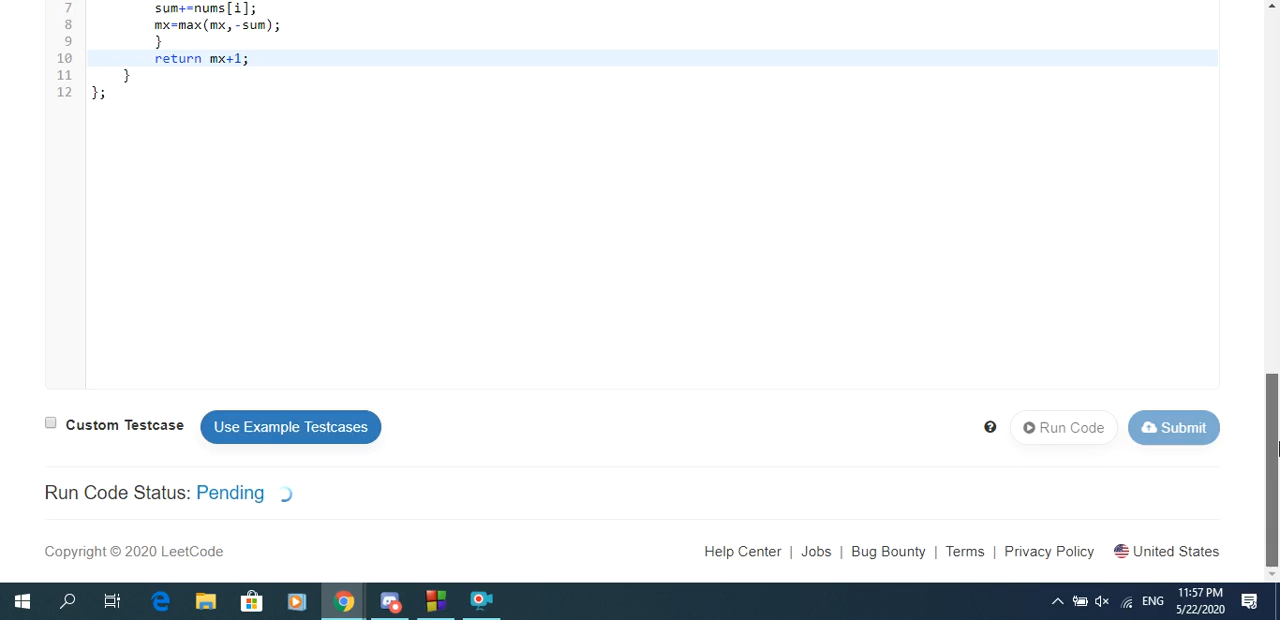 7 sum+=nums[i];
8 mx=max(mx,-sum);
9 }
10 return mx+1;
11 }
12 };
Custom Testcase Use Example Testcases Run Code Submit
Run Code Status: Pending
Copyright © 2020 LeetCode Help Center | Jobs | Bug Bounty | Terms | Privacy Policy United States
ENG 11:57 PM
5/22/2020